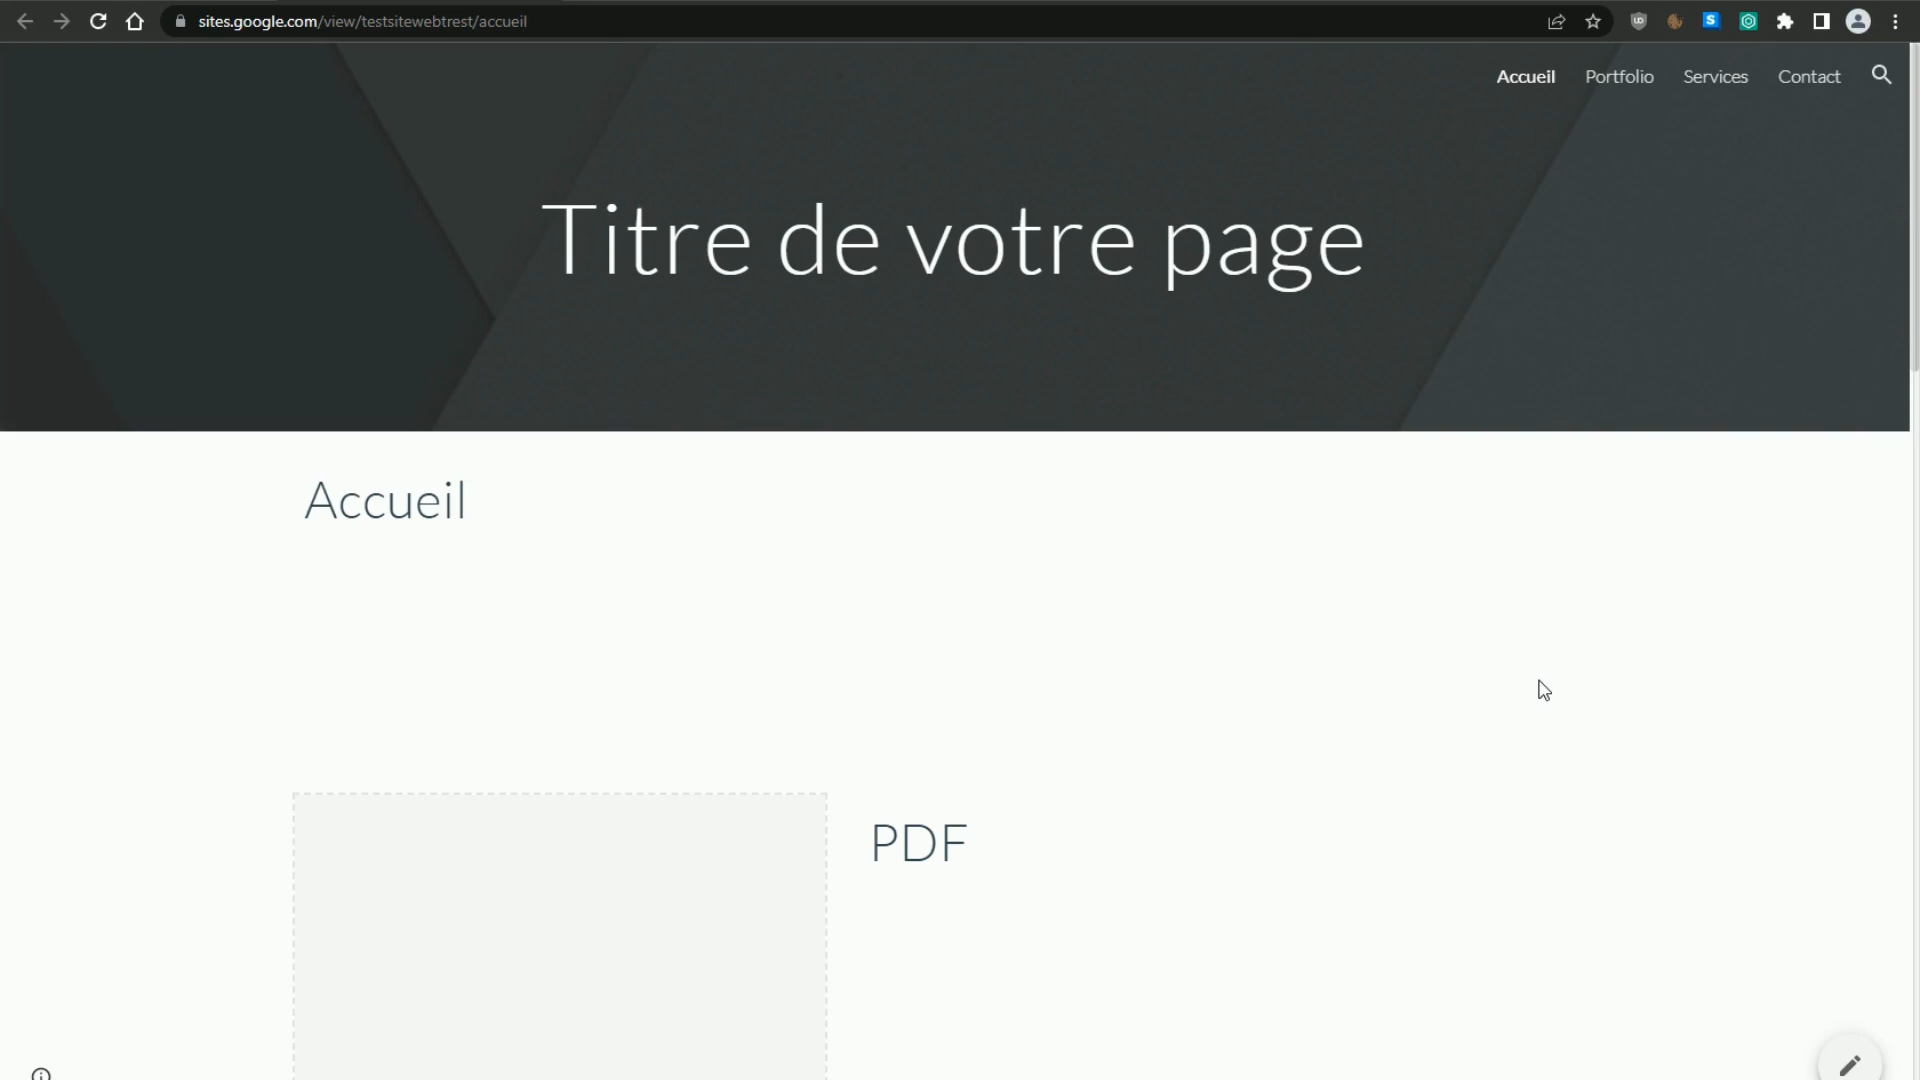 sites.google.com/view/testsitewebtrest/accueil
Accueil Portfolio Services Contact
Titre de votre page
Accueil
PDF